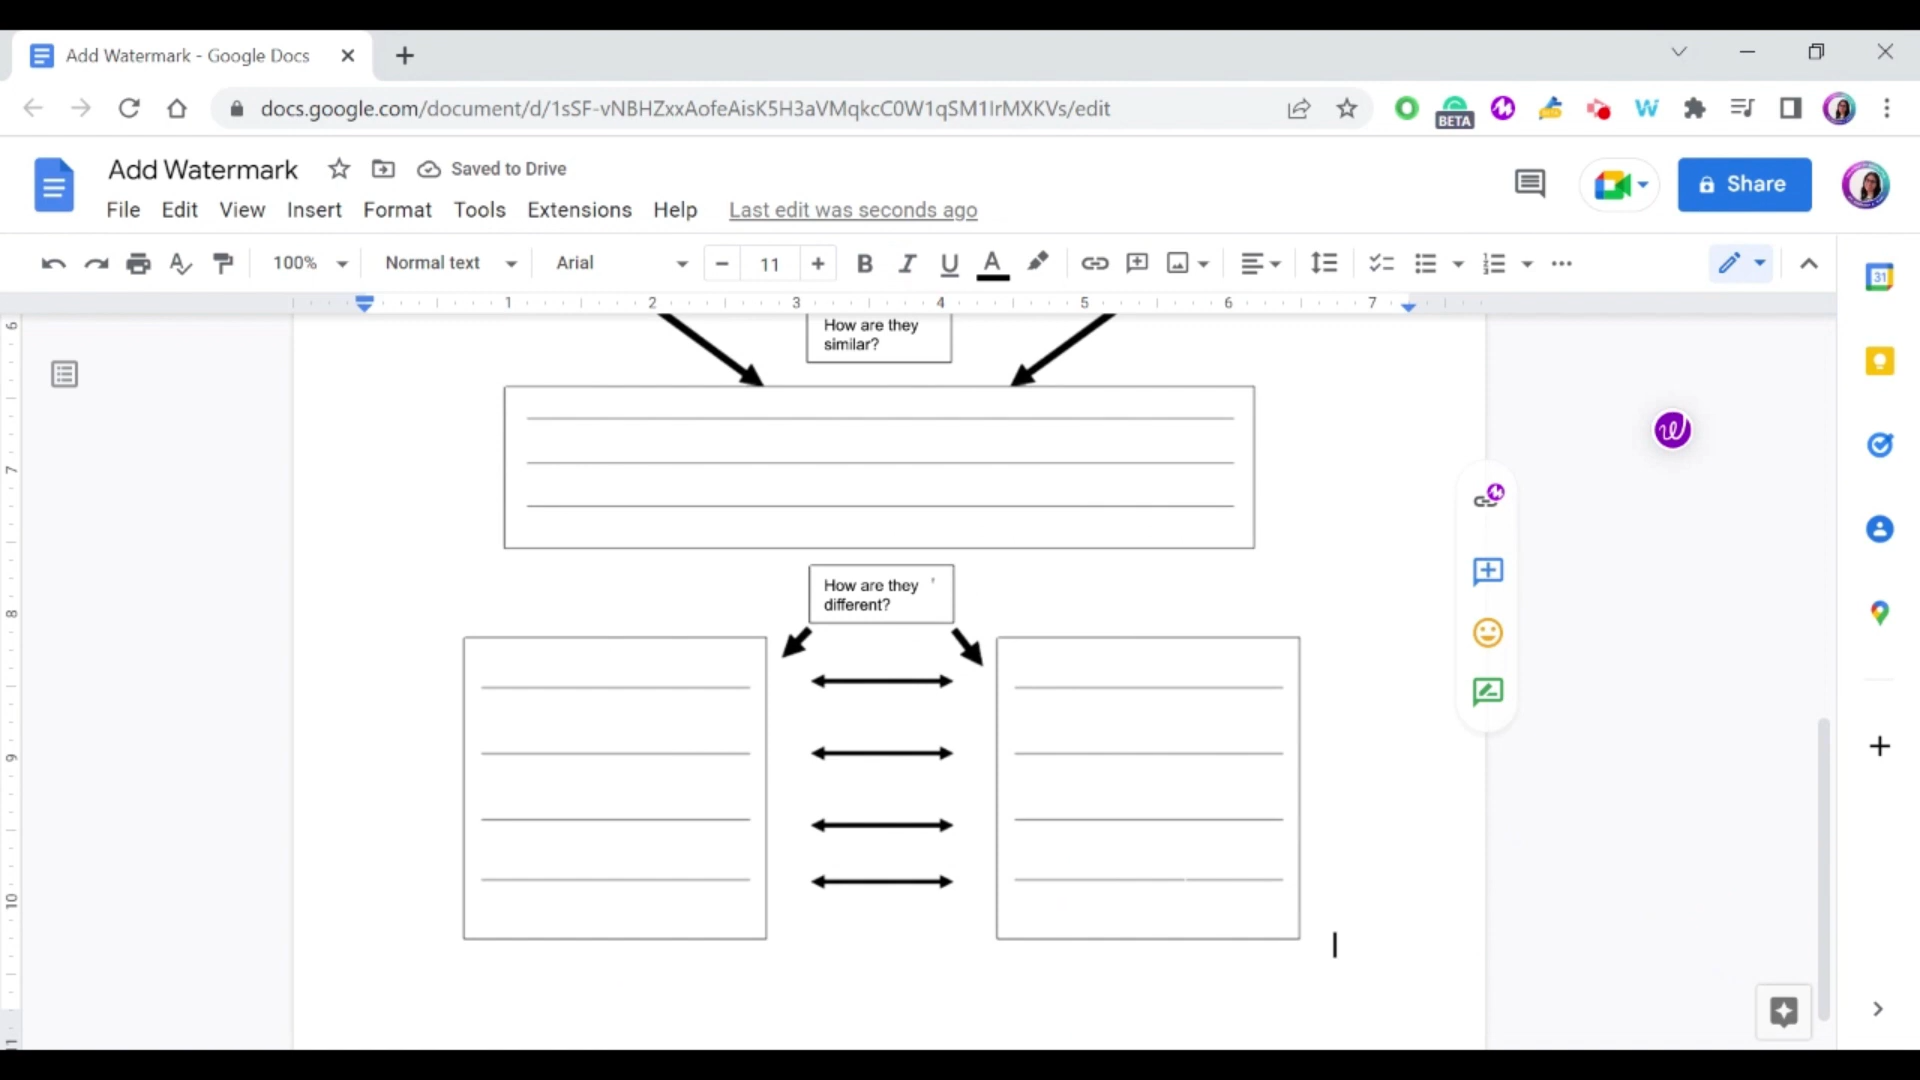 Add Watermark - Google Docs
docs.google.com/document/d/1sSF-vNBHZxxAofeAisK5H3aVMqkcC0W1qSM1IrMXKVs/edit
BETA
Add Watermark
Saved to Drive
Share
File Edit View Insert Format Tools Extensions Help Last edit was seconds ago
100% Normal text Arial 11 B I U A
31
1 2 3 4 5 6 7
6
7
8
9
10
11
How are they
similar?
How are they
different?